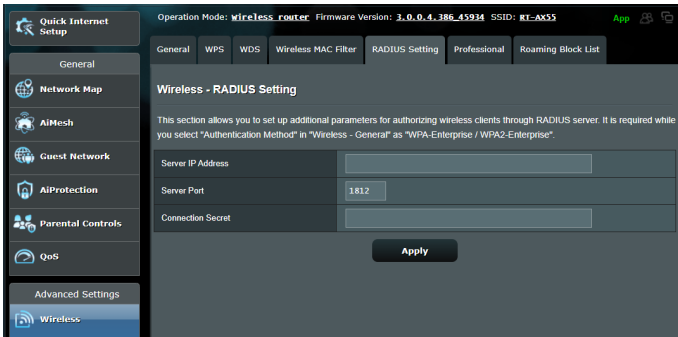 Quick Internet
Setup
Operation Mode: Wireless router Firmware Version: 3.0.0.4.386_45934 SSID: RT-AX55
App
General WPS WDS Wireless MAC Filter RADIUS Setting Professional Roaming Block List
General
Network Map
AiMesh
Guest Network
AiProtection
Parental Controls
QoS
Advanced Settings
Wireless
Wireless - RADIUS Setting
This section allows you to set up additional parameters for authorizing wireless clients through RADIUS server. It is required while
you select "Authentication Method" in "Wireless - General" as "WPA-Enterprise / WPA2-Enterprise".
Server IP Address
Server Port 1812
Connection Secret
Apply